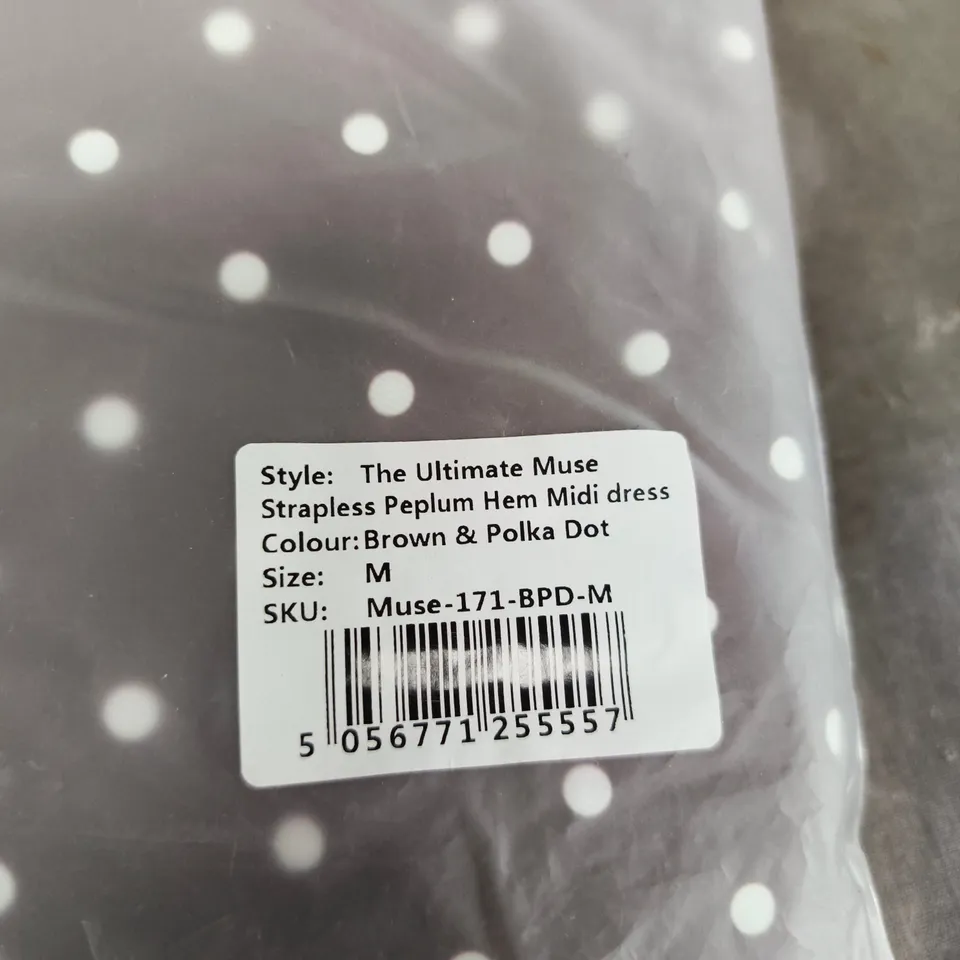 Style: The Ultimate Muse
Strapless Peplum Hem Midi dress
Colour: Brown & Polka Dot
Size: M
SKU: Muse-171-BPD-M
5 056771 255557